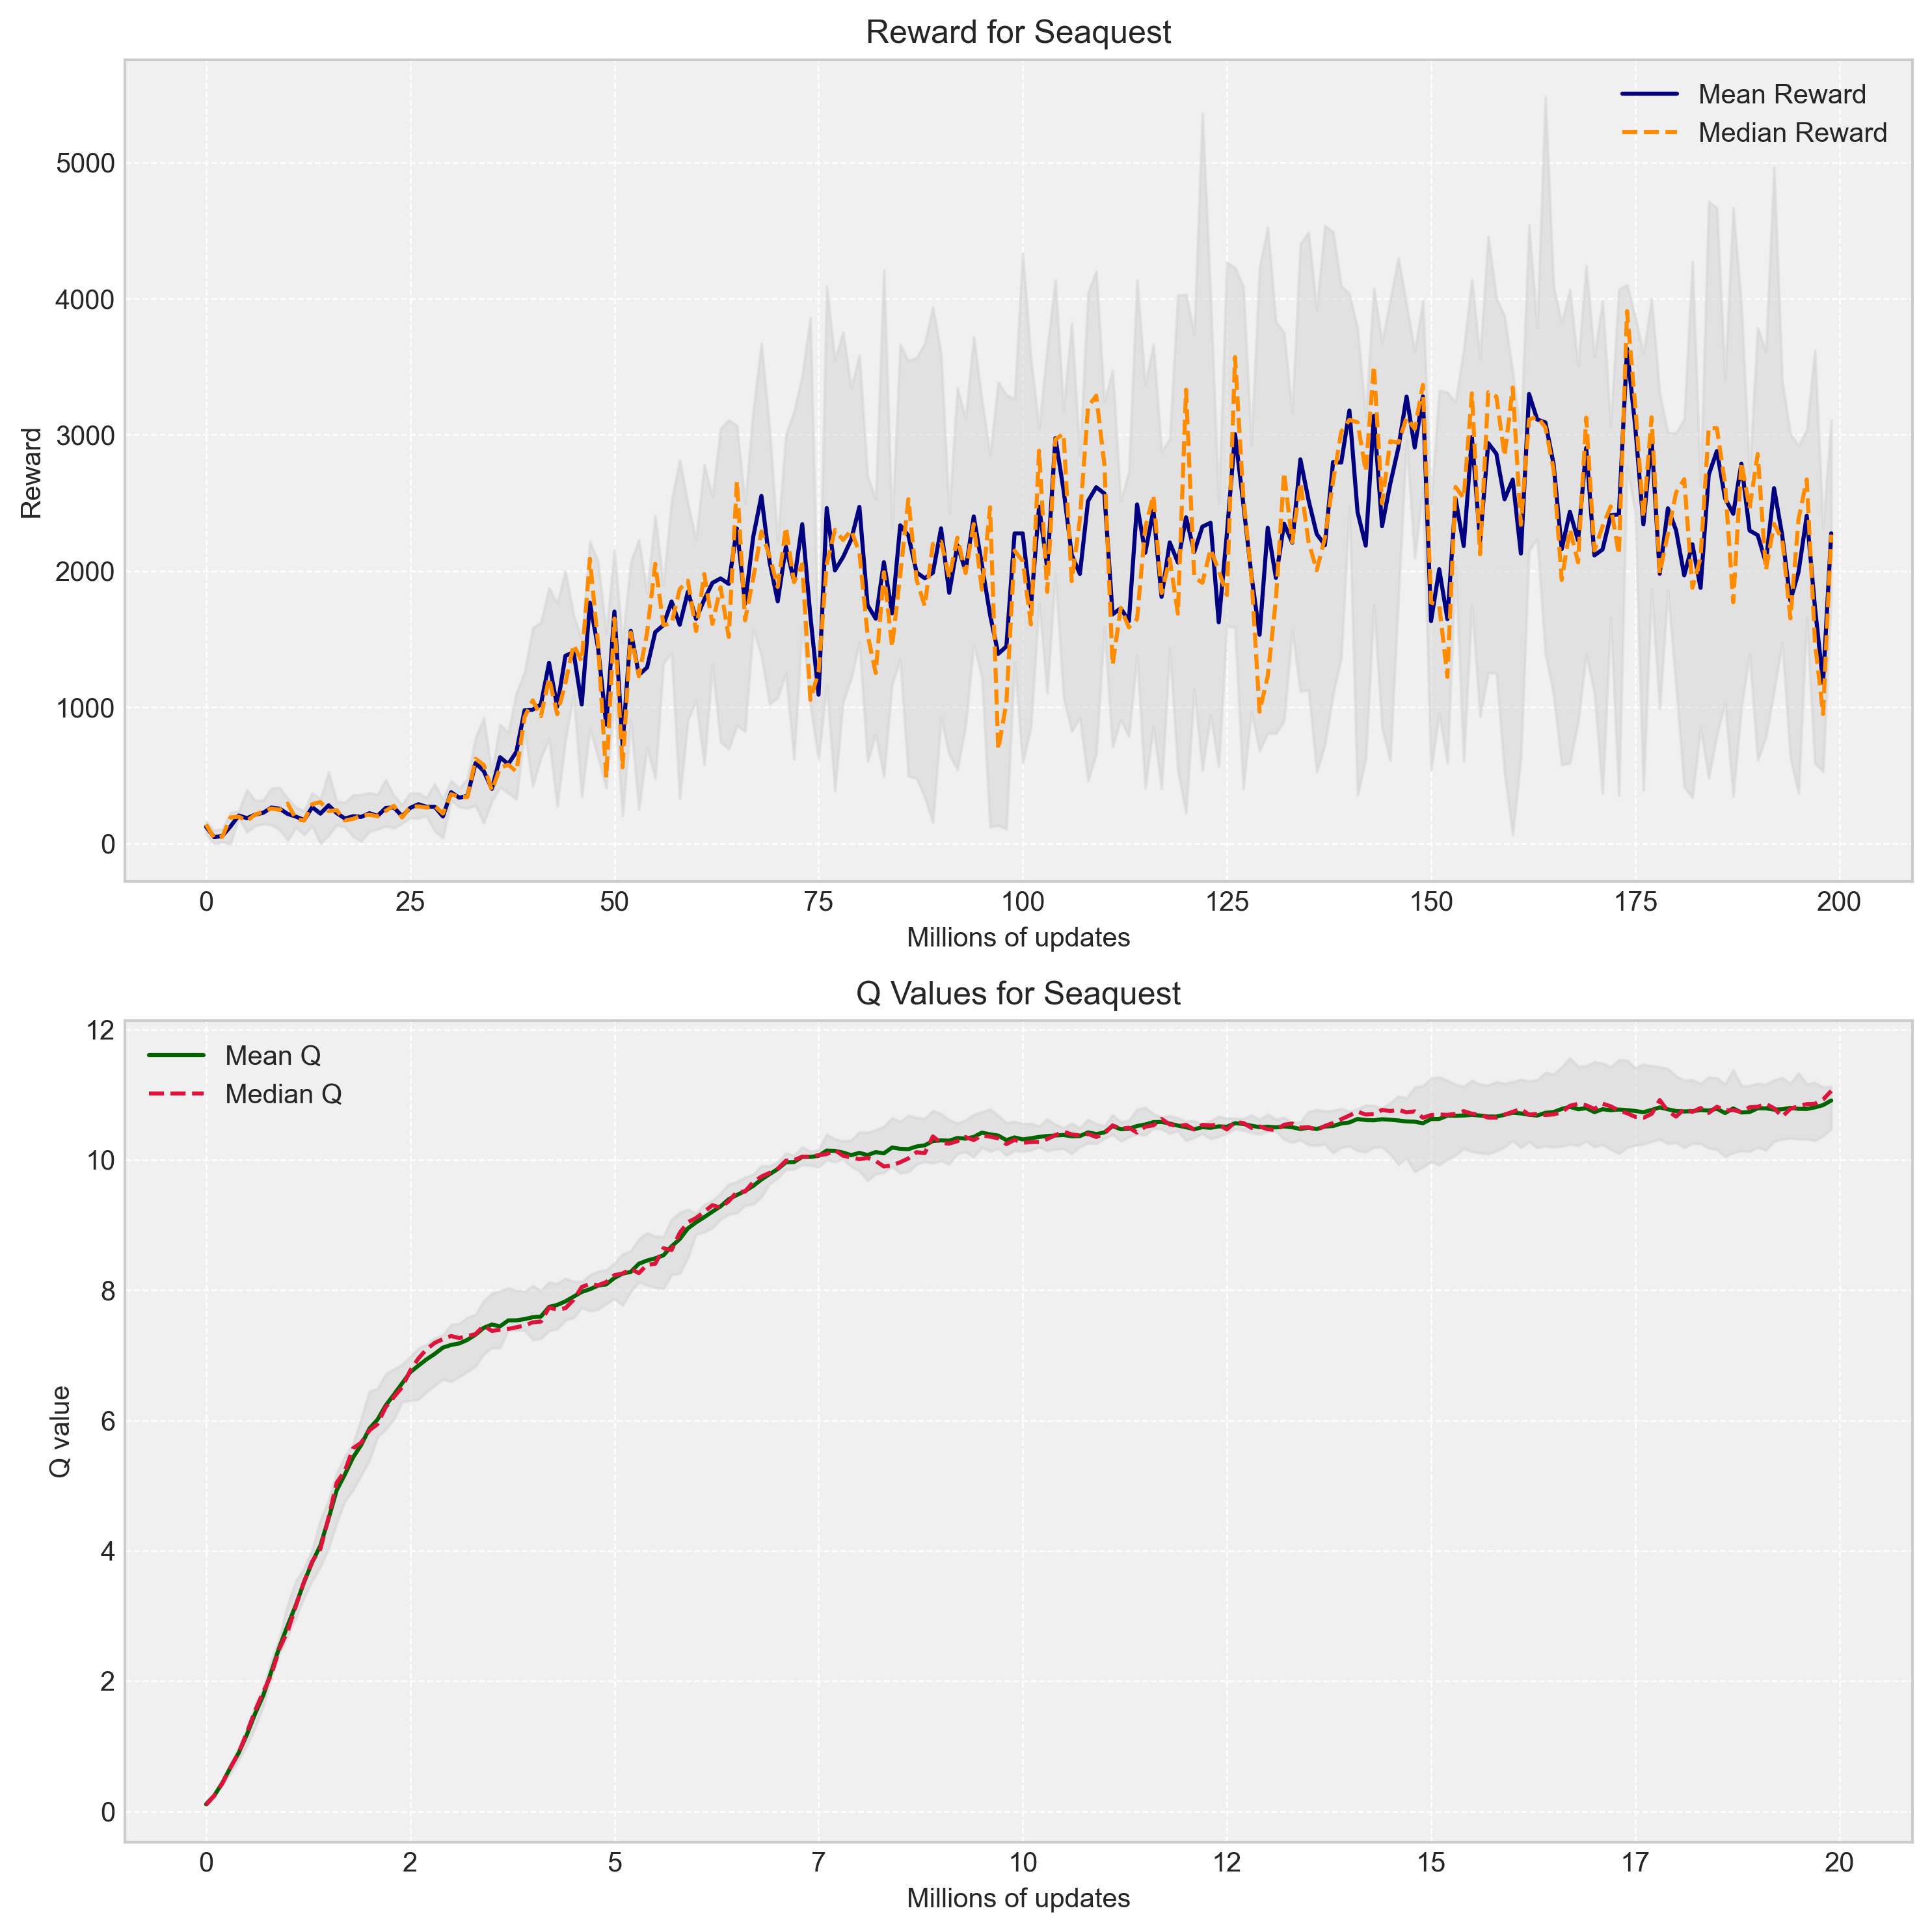 Reward for Seaquest
Mean Reward
Median Reward
5000
4000
3000
2000
1000
0
Reward
0 25 50 75 100 125 150 175 200
Millions of updates
Q Values for Seaquest
Mean Q
Median Q
12
10
8
6
4
2
0
Q value
0 2 5 7 10 12 15 17 20
Millions of updates